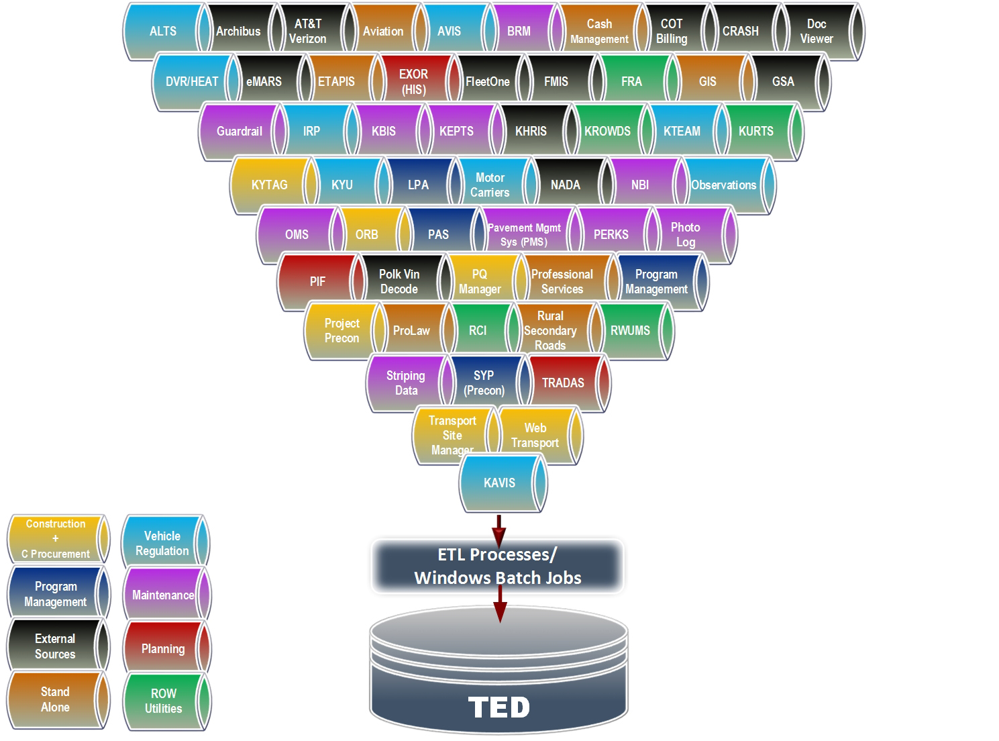 ALTS
Archibus
AT&T
Verizon
Aviation
AVIS
BRM
Cash
Management
COT
Billing
CRASH
Doc
Viewer
DVR/HEAT
eMARS
ETAPIS
EXOR
(HIS)
FleetOne
FMIS
FRA
GIS
GSA
Guardrail
IRP
KBIS
KEPTS
KHRIS
KROWDS
KTEAM
KURTS
KYTAG
KYU
LPA
Motor
Carriers
NADA
NBI
Observations
OMS
ORB
PAS
Pavement Mgmt
Sys (PMS)
PERKS
Photo
Log
PIF
Polk Vin
Decode
PQ
Manager
Professional
Services
Program
Management
Project
Precon
ProLaw
RCI
Rural
Secondary
Roads
RWUMS
Striping
Data
SYP
(Precon)
TRADAS
Transport
Site
Manager
Web
Transport
KAVIS
ETL Processes/
Windows Batch Jobs
TED
Construction
+
C Procurement
Vehicle
Regulation
Program
Management
Maintenance
External
Sources
Planning
Stand
Alone
ROW
Utilities